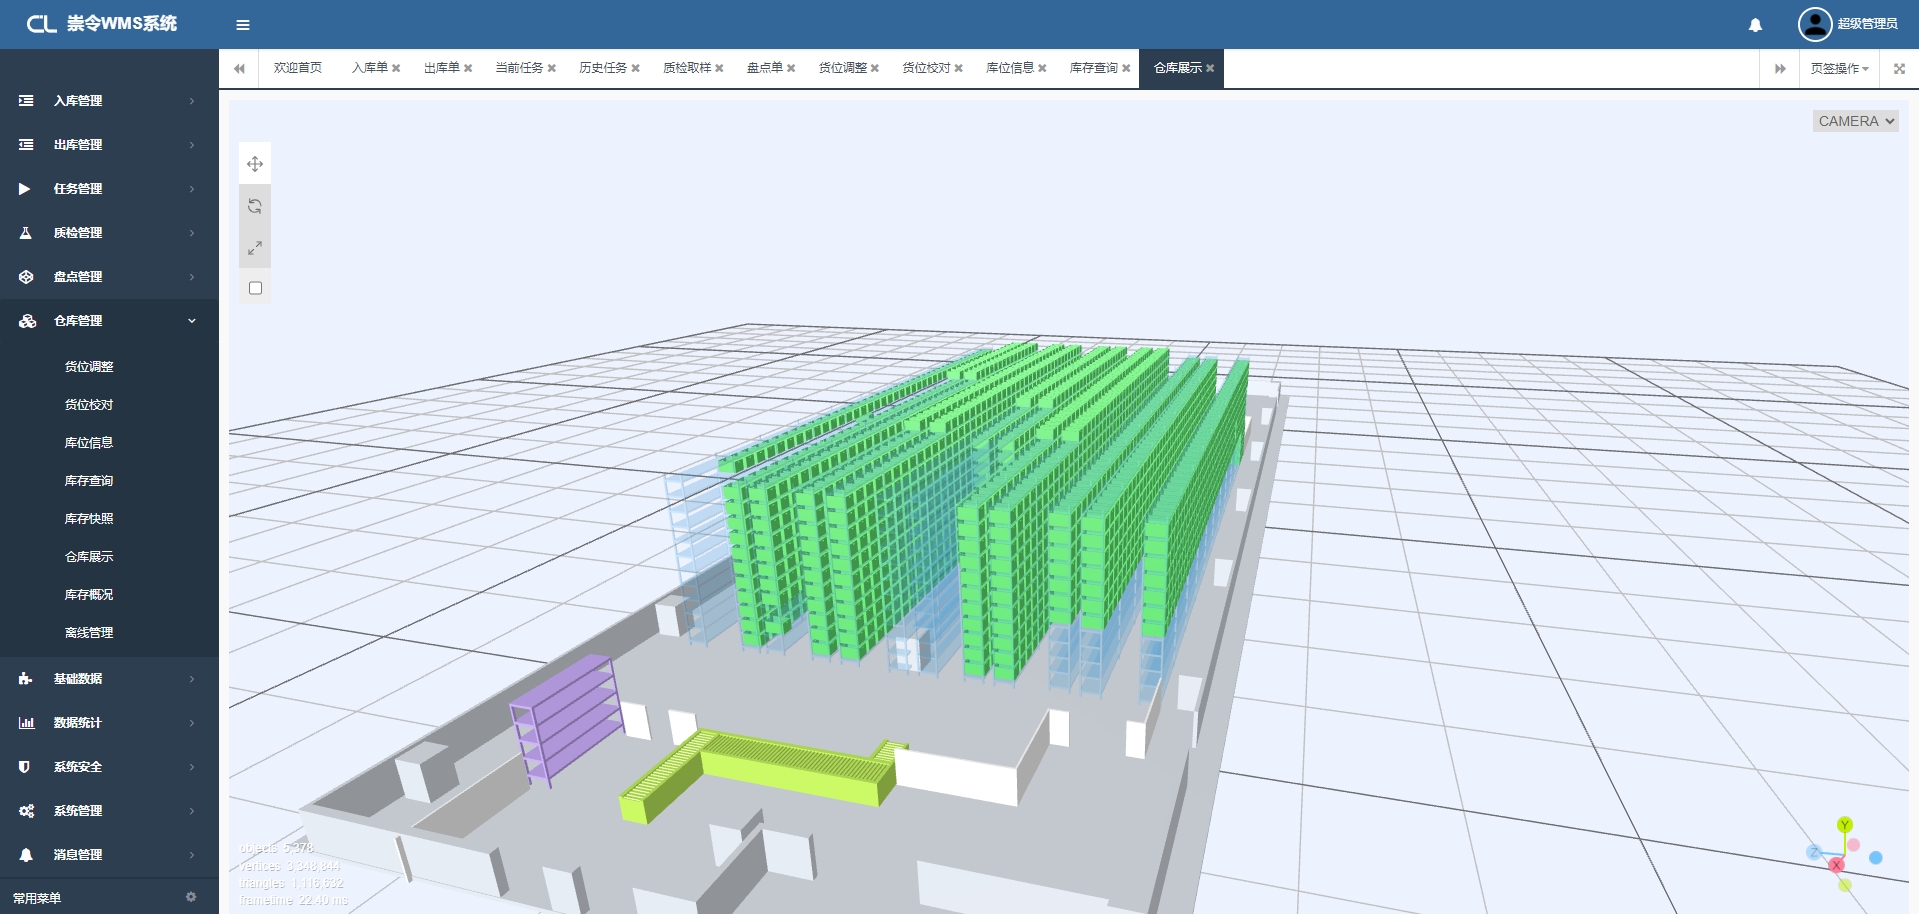 CL 崇令WMS系统
超级管理员
欢迎首页 入库单 出库单 当前任务 历史任务 质检取样 盘点单 货位调整 货位校对 库位信息 库存查询 仓库展示 页签操作
CAMERA
入库管理
出库管理
任务管理
质检管理
盘点管理
仓库管理
货位调整
货位校对
库位信息
库存查询
库存快照
仓库展示
库存概况
离线管理
基础数据
数据统计
系统安全
系统管理
消息管理
常用菜单
objects 5,378
vertices 3,348,844
triangles 1,116,632
frametime 22.40 ms
Y
Z
X